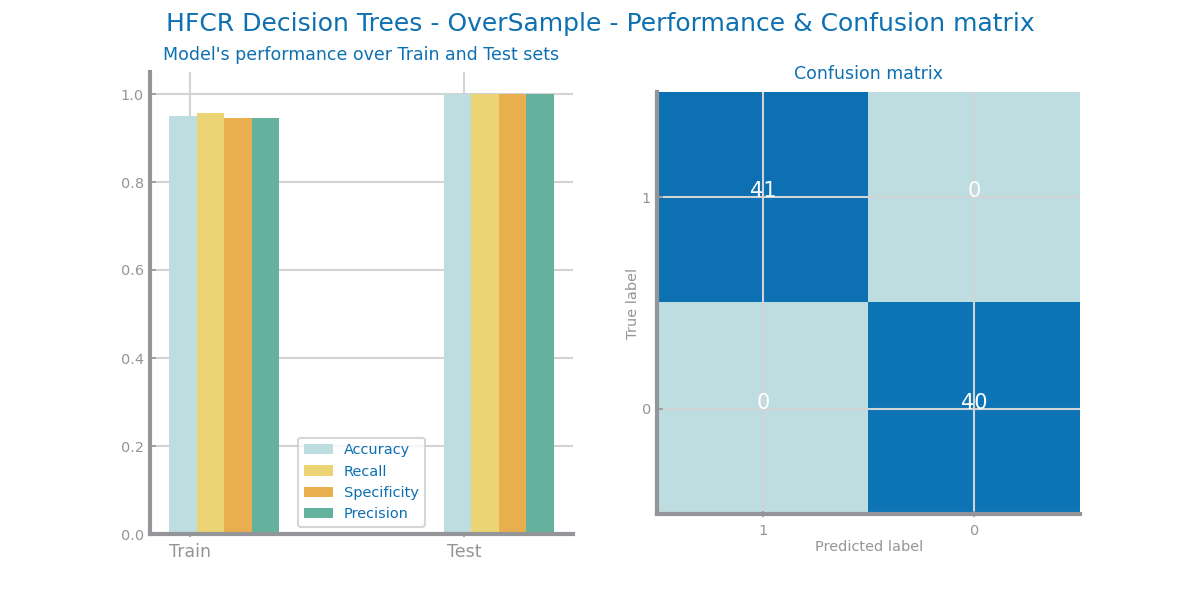 HFCR Decision Trees - OverSample - Performance & Confusion matrix
Model's performance over Train and Test sets
1.0
0.8
0.6
0.4
0.2
0.0
Train
Test
Accuracy
Recall
Specificity
Precision
Confusion matrix
True label
1
0
41
0
0
40
1
0
Predicted label